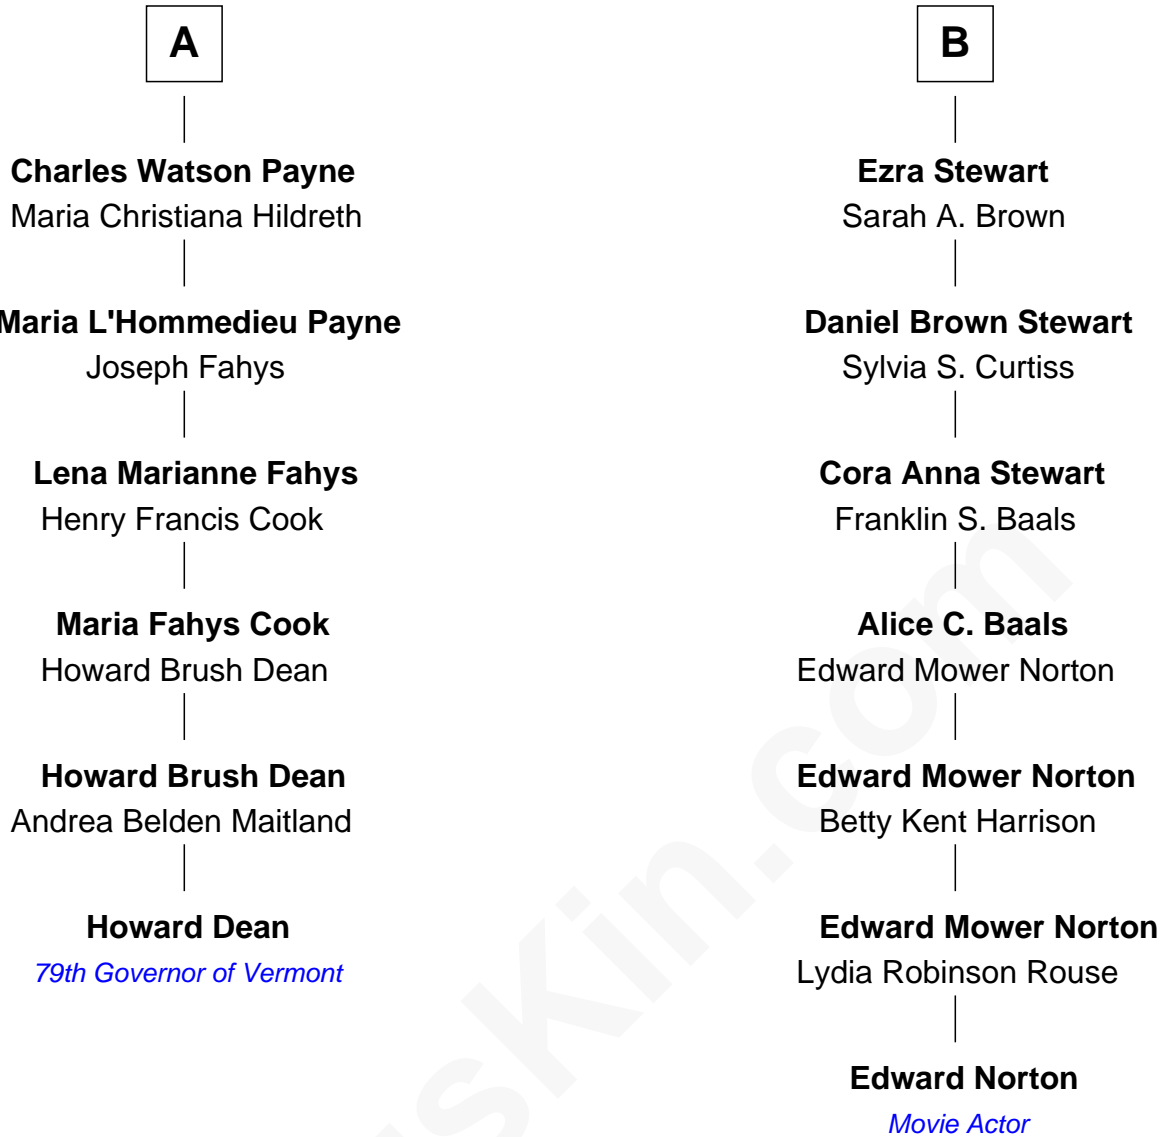 A
Charles Watson Payne
Maria Christiana Hildreth
Maria L'Hommedieu Payne
Joseph Fahys
Lena Marianne Fahys
Henry Francis Cook
Maria Fahys Cook
Howard Brush Dean
Howard Brush Dean
Andrea Belden Maitland
Howard Dean
79th Governor of Vermont
B
Ezra Stewart
Sarah A. Brown
Daniel Brown Stewart
Sylvia S. Curtiss
Cora Anna Stewart
Franklin S. Baals
Alice C. Baals
Edward Mower Norton
Edward Mower Norton
Betty Kent Harrison
Edward Mower Norton
Lydia Robinson Rouse
Edward Norton
Movie Actor
sKin.com